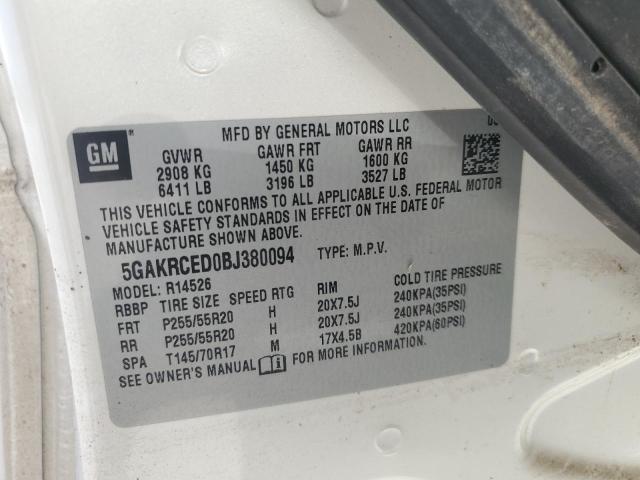 GM
MFD BY GENERAL MOTORS LLC
GVWR GAWR FRT GAWR RR
2908 KG 1450 KG 1600 KG
6411 LB 3196 LB 3527 LB
THIS VEHICLE CONFORMS TO ALL APPLICABLE U.S. FEDERAL MOTOR
VEHICLE SAFETY STANDARDS IN EFFECT ON THE DATE OF
MANUFACTURE SHOWN ABOVE.
5GAKRCED0BJ380094 TYPE: M.P.V.
MODEL: R14526
RBBP TIRE SIZE SPEED RTG RIM COLD TIRE PRESSURE
FRT P255/55R20 H 20X7.5J 240KPA(35PSI)
RR P255/55R20 H 20X7.5J 240KPA(35PSI)
SPA T145/70R17 M 17X4.5B 420KPA(60PSI)
SEE OWNER'S MANUAL FOR MORE INFORMATION.